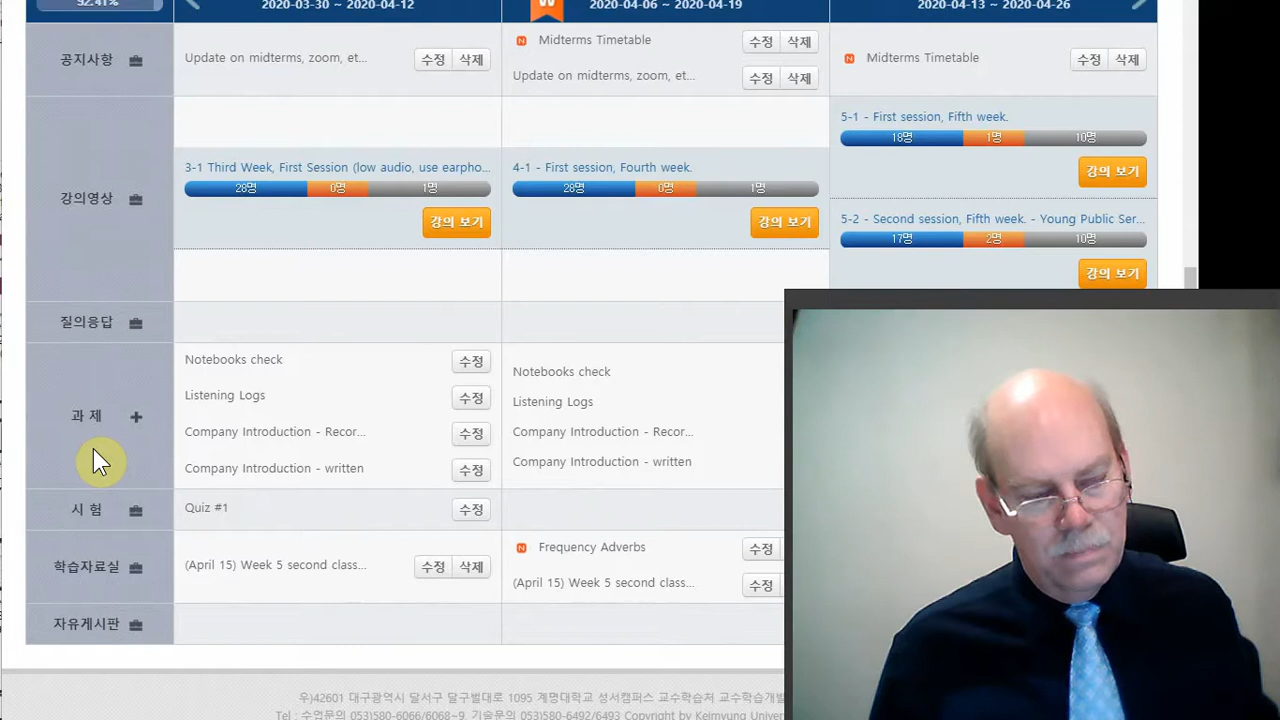 92.41%
2020-03-30 ~ 2020-04-12
W
2020-04-06 ~ 2020-04-19
2020-04-13 ~ 2020-04-26
공지사항
Update on midterms, zoom, et...
수정 삭제
N Midterms Timetable
수정 삭제
Update on midterms, zoom, et...
수정 삭제
N Midterms Timetable
수정 삭제
강의영상
3-1 Third Week, First Session (low audio, use earpho...
28명 0명 1명
강의 보기
4-1 - First session, Fourth week.
28명 0명 1명
강의 보기
5-1 - First session, Fifth week.
18명 1명 10명
강의 보기
5-2 - Second session, Fifth week. - Young Public Ser...
17명 2명 10명
강의 보기
질의응답
과 제
Notebooks check
수정
Listening Logs
수정
Company Introduction - Recor...
수정
Company Introduction - written
수정
Notebooks check
Listening Logs
Company Introduction - Recor...
Company Introduction - written
시 험
Quiz #1
수정
학습자료실
(April 15) Week 5 second class...
수정 삭제
N Frequency Adverbs
수정
(April 15) Week 5 second class...
수정
자유게시판
우)42601 대구광역시 달서구 달구벌대로 1095 계명대학교 성서캠퍼스 교수학습처 교수학습개발
Tel : 수업문의 053)580-6066/6068~9, 기술문의 053)580-6492/6493 Copyright by Keimyung Univer